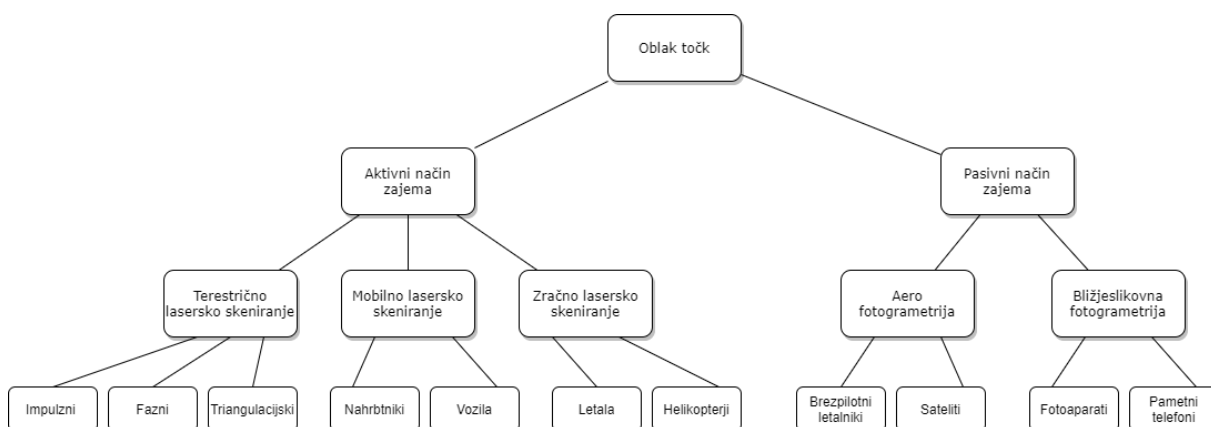 Oblak točk
Aktivni način
zajema
Pasivni način
zajema
Terestrično
lasersko skeniranje
Mobilno lasersko
skeniranje
Zračno lasersko
skeniranje
Aero
fotogrametrija
Bližjeslikovna
fotogrametrija
Impulzni
Fazni
Triangulacijski
Nahrbtniki
Vozila
Letala
Helikopterji
Brezpilotni
letalniki
Sateliti
Fotoaparati
Pametni
telefoni